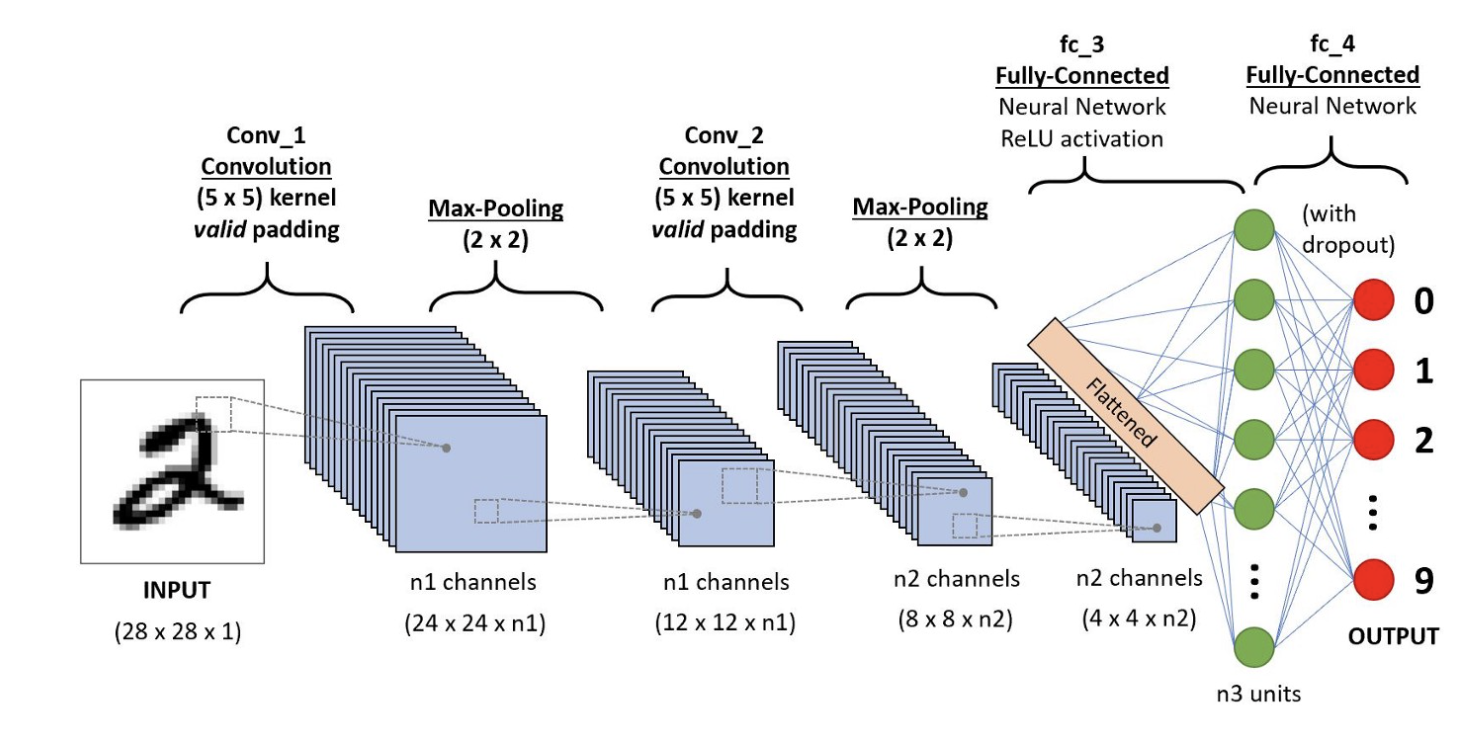 Conv_1
Convolution
(5 x 5) kernel
valid padding
Max-Pooling
(2 x 2)
Conv_2
Convolution
(5 x 5) kernel
valid padding
Max-Pooling
(2 x 2)
fc_3
Fully-Connected
Neural Network
ReLU activation
fc_4
Fully-Connected
Neural Network
(with
dropout)
INPUT
(28 x 28 x 1)
n1 channels
(24 x 24 x n1)
n1 channels
(12 x 12 x n1)
n2 channels
(8 x 8 x n2)
n2 channels
(4 x 4 x n2)
Flattened
n3 units
0
1
2
9
OUTPUT
2